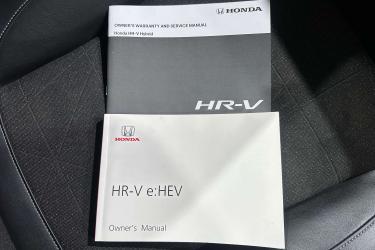 HONDA
OWNER'S WARRANTY AND SERVICE MANUAL
Honda HR-V Hybrid
HR-V
HONDA
HR-V e:HEV
Owner's Manual